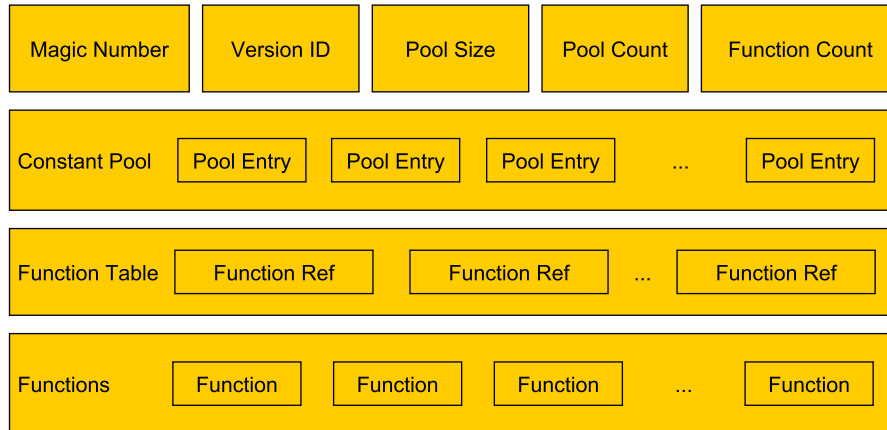 Magic Number Version ID Pool Size Pool Count Function Count
Constant Pool Pool Entry Pool Entry Pool Entry ... Pool Entry
Function Table Function Ref Function Ref ... Function Ref
Functions Function Function Function ... Function